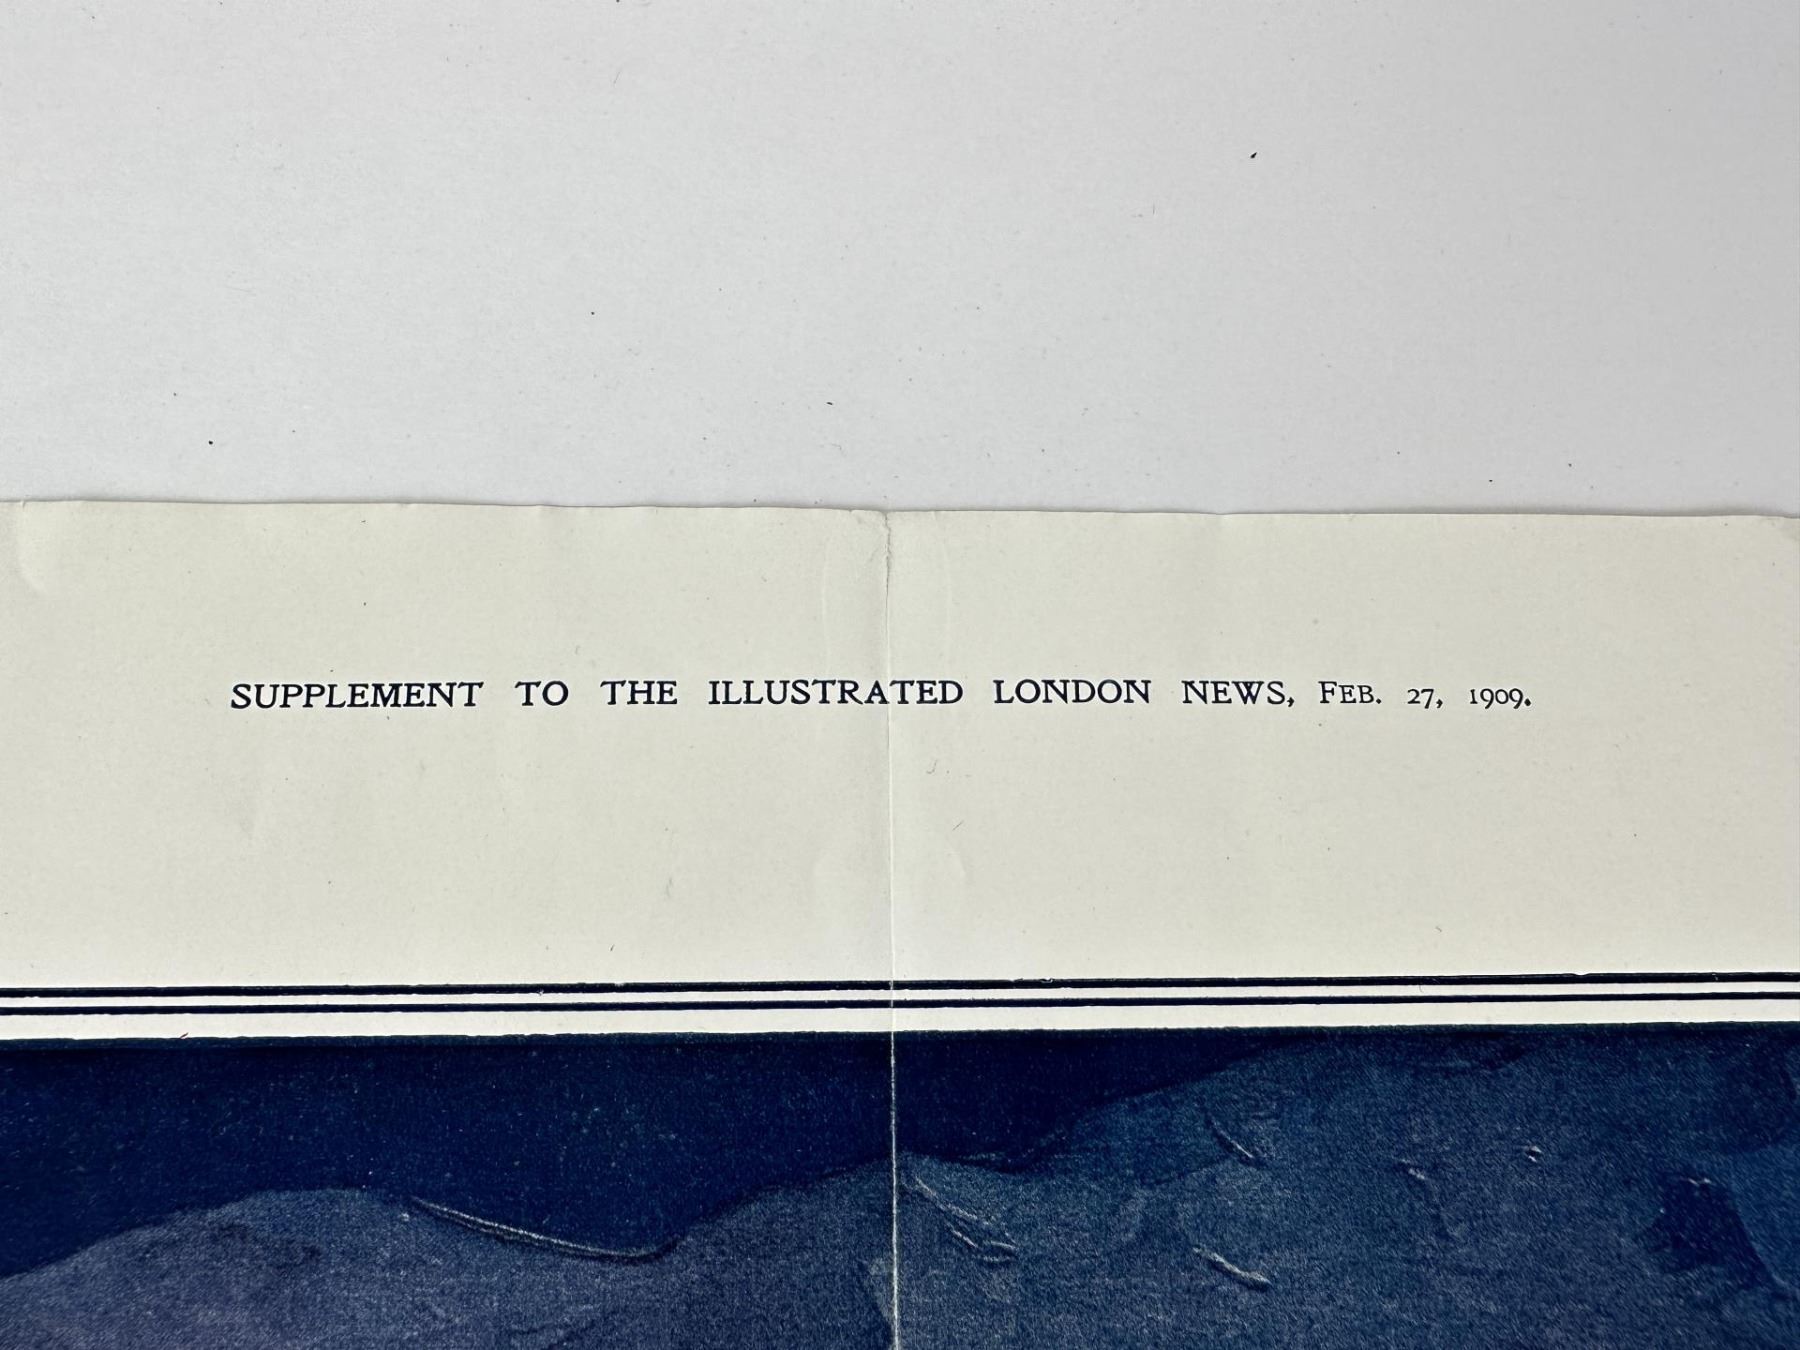 SUPPLEMENT TO THE ILLUSTRATED LONDON NEWS, FEB. 27, 1909.